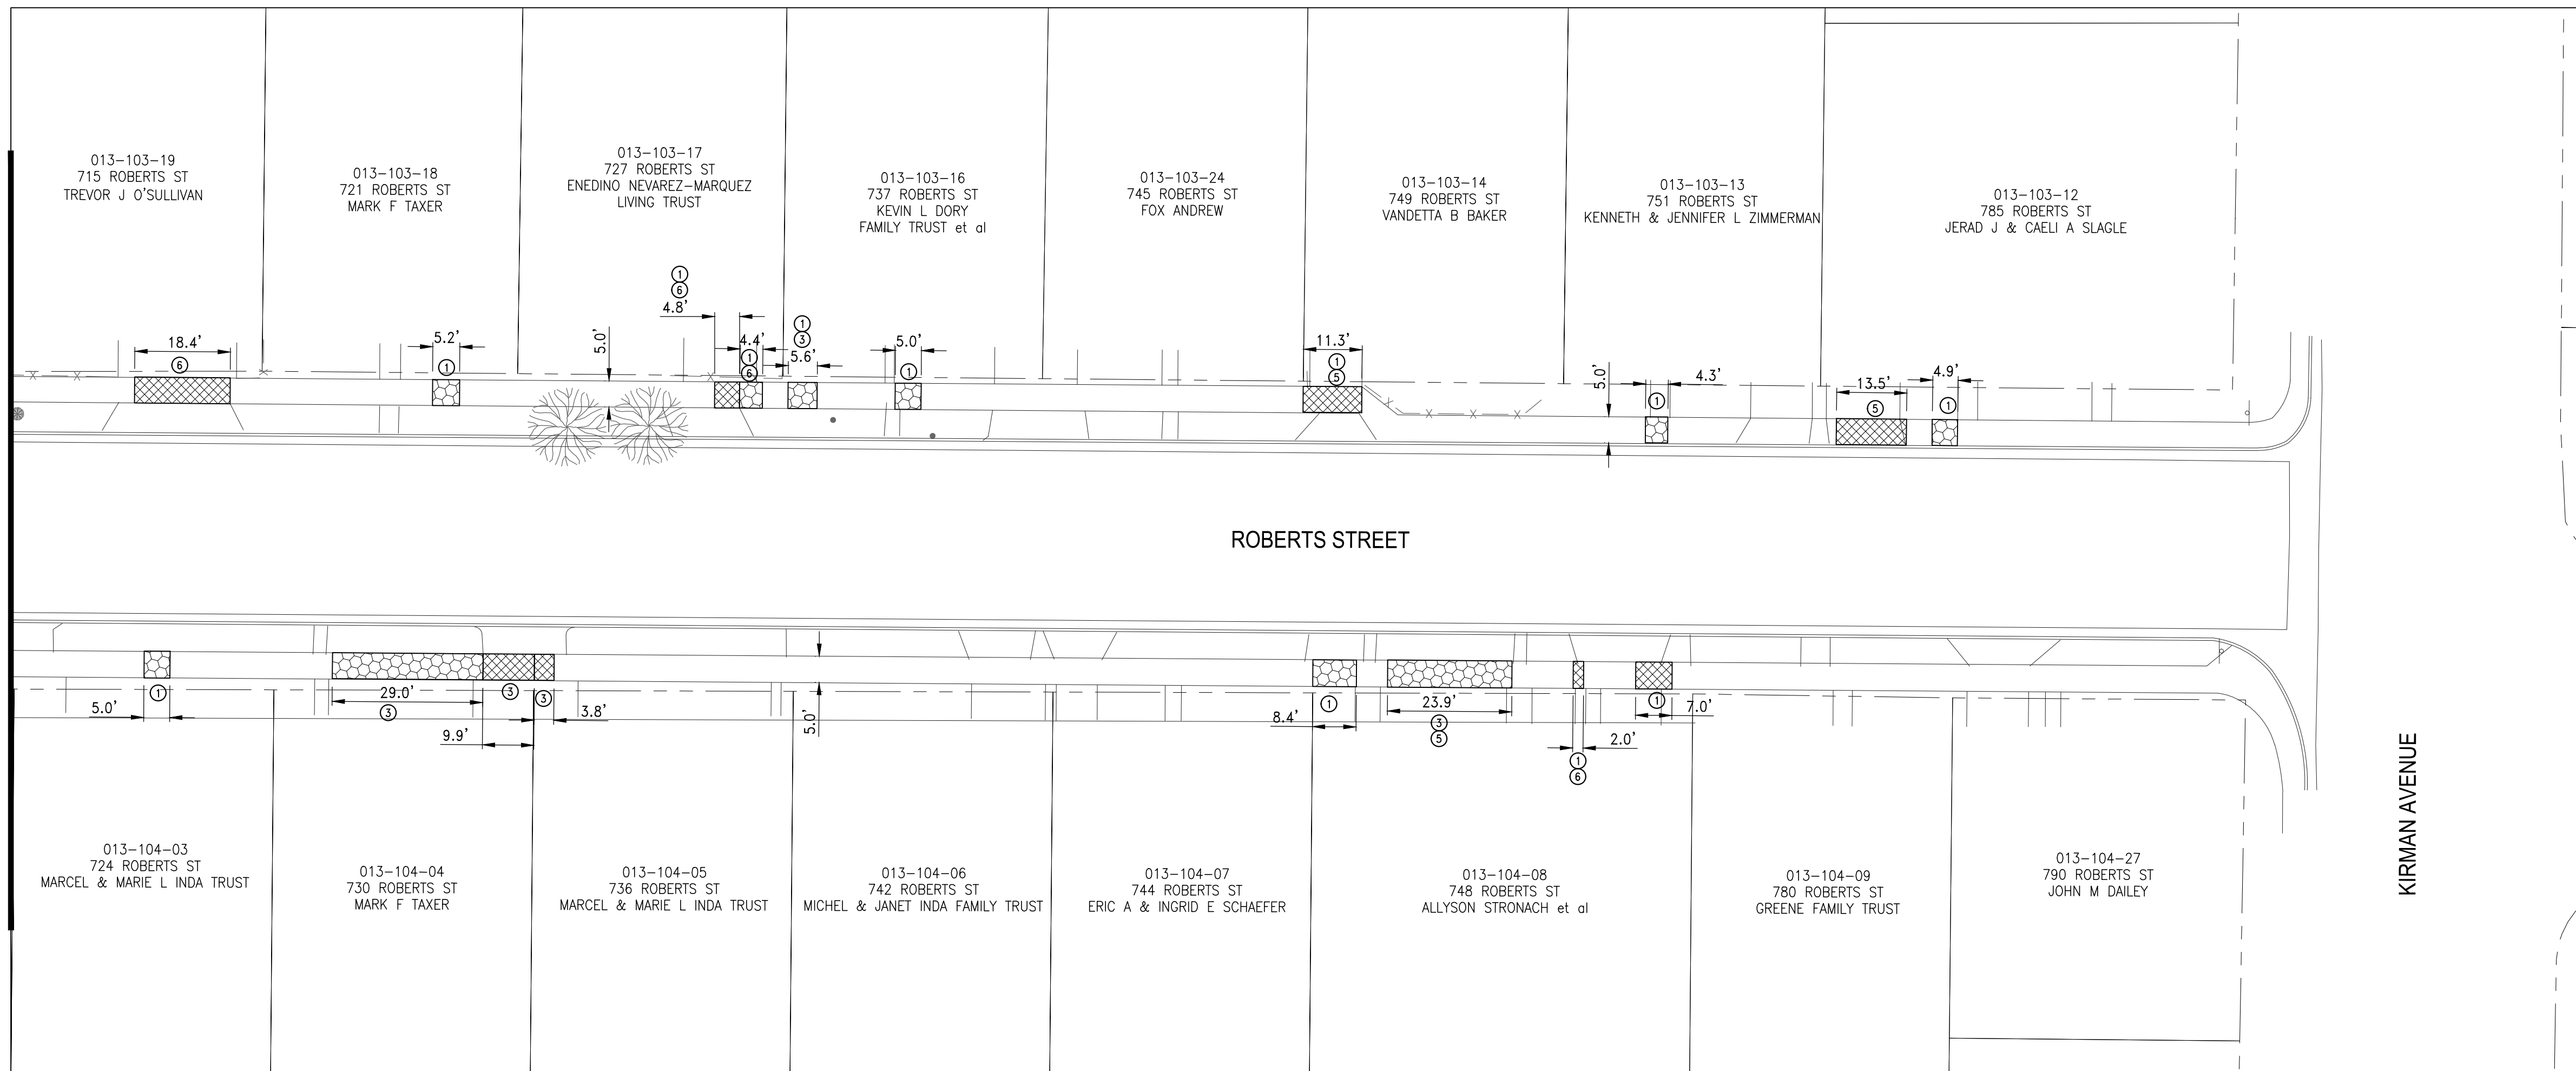 013-103-19
715 ROBERTS ST
TREVOR J O'SULLIVAN
013-103-18
721 ROBERTS ST
MARK F TAXER
013-103-17
727 ROBERTS ST
ENEDINO NEVAREZ-MARQUEZ
LIVING TRUST
013-103-16
737 ROBERTS ST
KEVIN L DORY
FAMILY TRUST et al
013-103-24
745 ROBERTS ST
FOX ANDREW
013-103-14
749 ROBERTS ST
VANDETTA B BAKER
013-103-13
751 ROBERTS ST
KENNETH & JENNIFER L ZIMMERMAN
013-103-12
785 ROBERTS ST
JERAD J & CAELI A SLAGLE
18.4'
6
5.2'
1
5.0'
1
6
4.8'
4.4'
1
6
1
3
5.6'
5.0'
1
11.3'
1
5
5.0'
4.3'
1
13.5'
5
4.9'
1
ROBERTS STREET
KIRMAN AVENUE
1
5.0'
29.0'
3
3
9.9'
3
3.8'
5.0'
1
8.4'
23.9'
3
5
2.0'
1
6
1
7.0'
013-104-03
724 ROBERTS ST
MARCEL & MARIE L INDA TRUST
013-104-04
730 ROBERTS ST
MARK F TAXER
013-104-05
736 ROBERTS ST
MARCEL & MARIE L INDA TRUST
013-104-06
742 ROBERTS ST
MICHEL & JANET INDA FAMILY TRUST
013-104-07
744 ROBERTS ST
ERIC A & INGRID E SCHAEFER
013-104-08
748 ROBERTS ST
ALLYSON STRONACH et al
013-104-09
780 ROBERTS ST
GREENE FAMILY TRUST
013-104-27
790 ROBERTS ST
JOHN M DAILEY